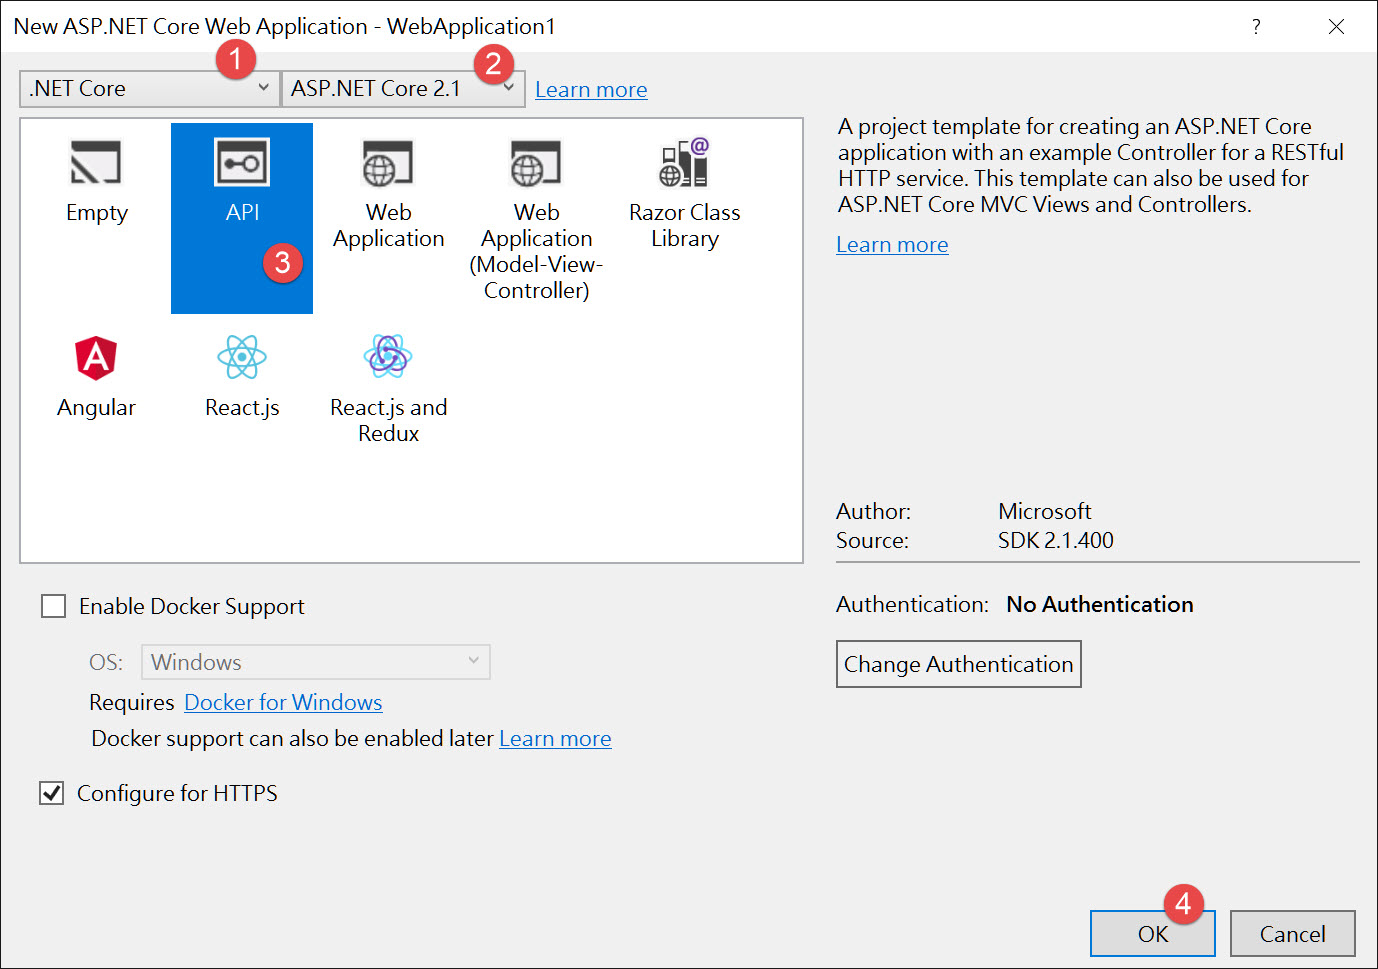 New ASP.NET Core Web Application - WebApplication1
?
1
2
.NET Core
ASP.NET Core 2.1
Learn more
Empty
API
3
Web
Application
Web
Application
(Model-View-
Controller)
Razor Class
Library
Angular
React.js
React.js and
Redux
A project template for creating an ASP.NET Core
application with an example Controller for a RESTful
HTTP service. This template can also be used for
ASP.NET Core MVC Views and Controllers.
Learn more
Author: Microsoft
Source: SDK 2.1.400
Enable Docker Support
OS: Windows
Requires Docker for Windows
Docker support can also be enabled later Learn more
Configure for HTTPS
Authentication: No Authentication
Change Authentication
4
OK
Cancel